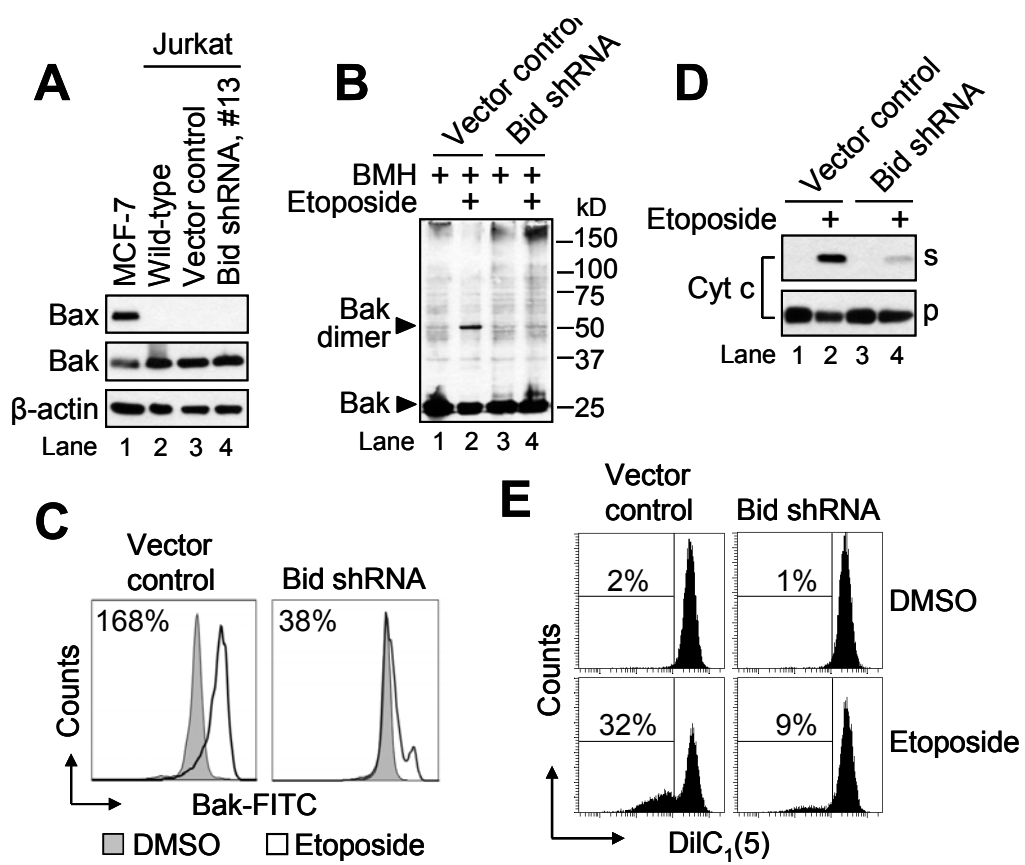 A
Jurkat
MCF-7
Wild-type
Vector control
Bid shRNA, #13
Bax
Bak
β-actin
Lane 1 2 3 4
B
Vector control
Bid shRNA
BMH + + + +
Etoposide + +
kD
150
100
75
50
37
25
Bak
dimer
Bak
Lane 1 2 3 4
D
Vector control
Bid shRNA
Etoposide + +
Cyt c
s
p
Lane 1 2 3 4
C
Vector
control
Bid shRNA
168%
38%
Counts
Bak-FITC
DMSO Etoposide
E
Vector
control
Bid shRNA
2%
1%
DMSO
32%
9%
Etoposide
Counts
DiIC₁(5)